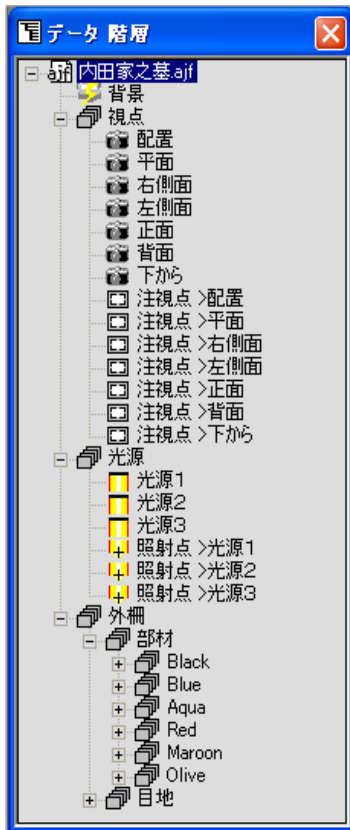 データ 階層
ajf 内田家之墓.ajf
背景
視点
配置
平面
右側面
左側面
正面
背面
下から
注視点 >配置
注視点 >平面
注視点 >右側面
注視点 >左側面
注視点 >正面
注視点 >背面
注視点 >下から
光源
光源1
光源2
光源3
照射点 >光源1
照射点 >光源2
照射点 >光源3
外柵
部材
Black
Blue
Aqua
Red
Maroon
Olive
目地